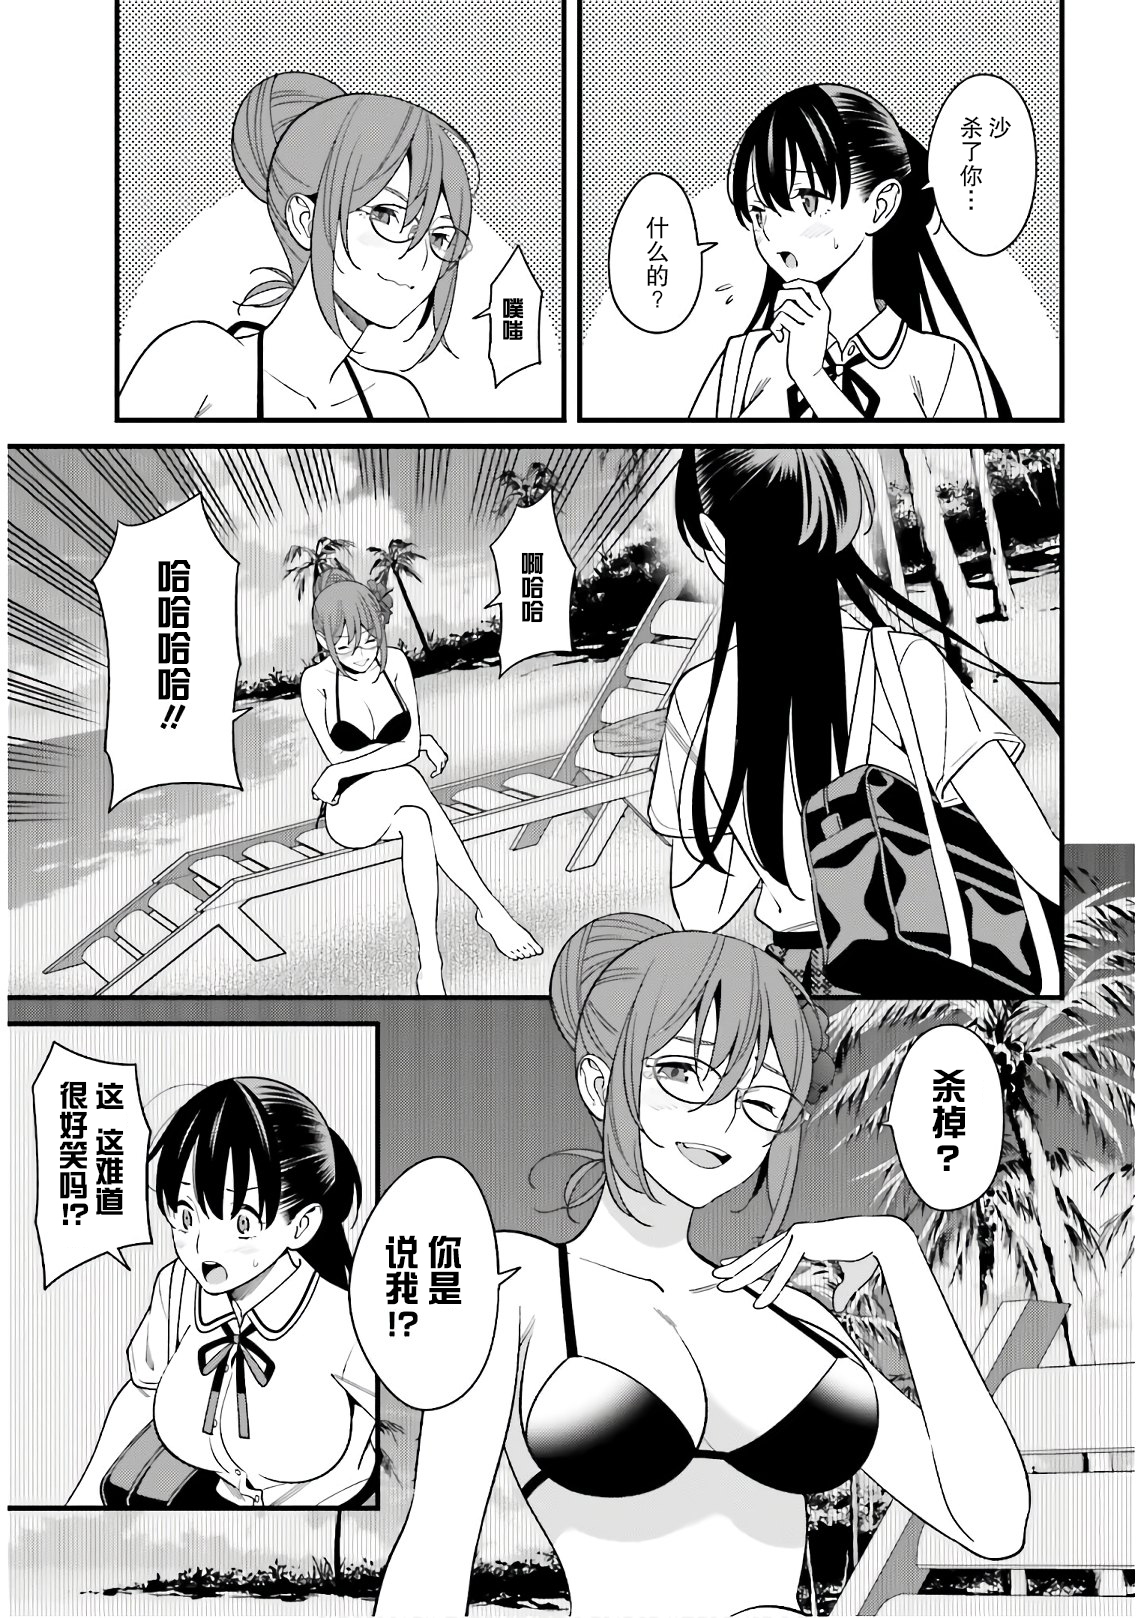 沙
杀了你…
什么的？
噗嗤
啊哈哈
哈哈哈哈!!
杀掉？
你是
说我!?
这 这难道
很好笑吗!?